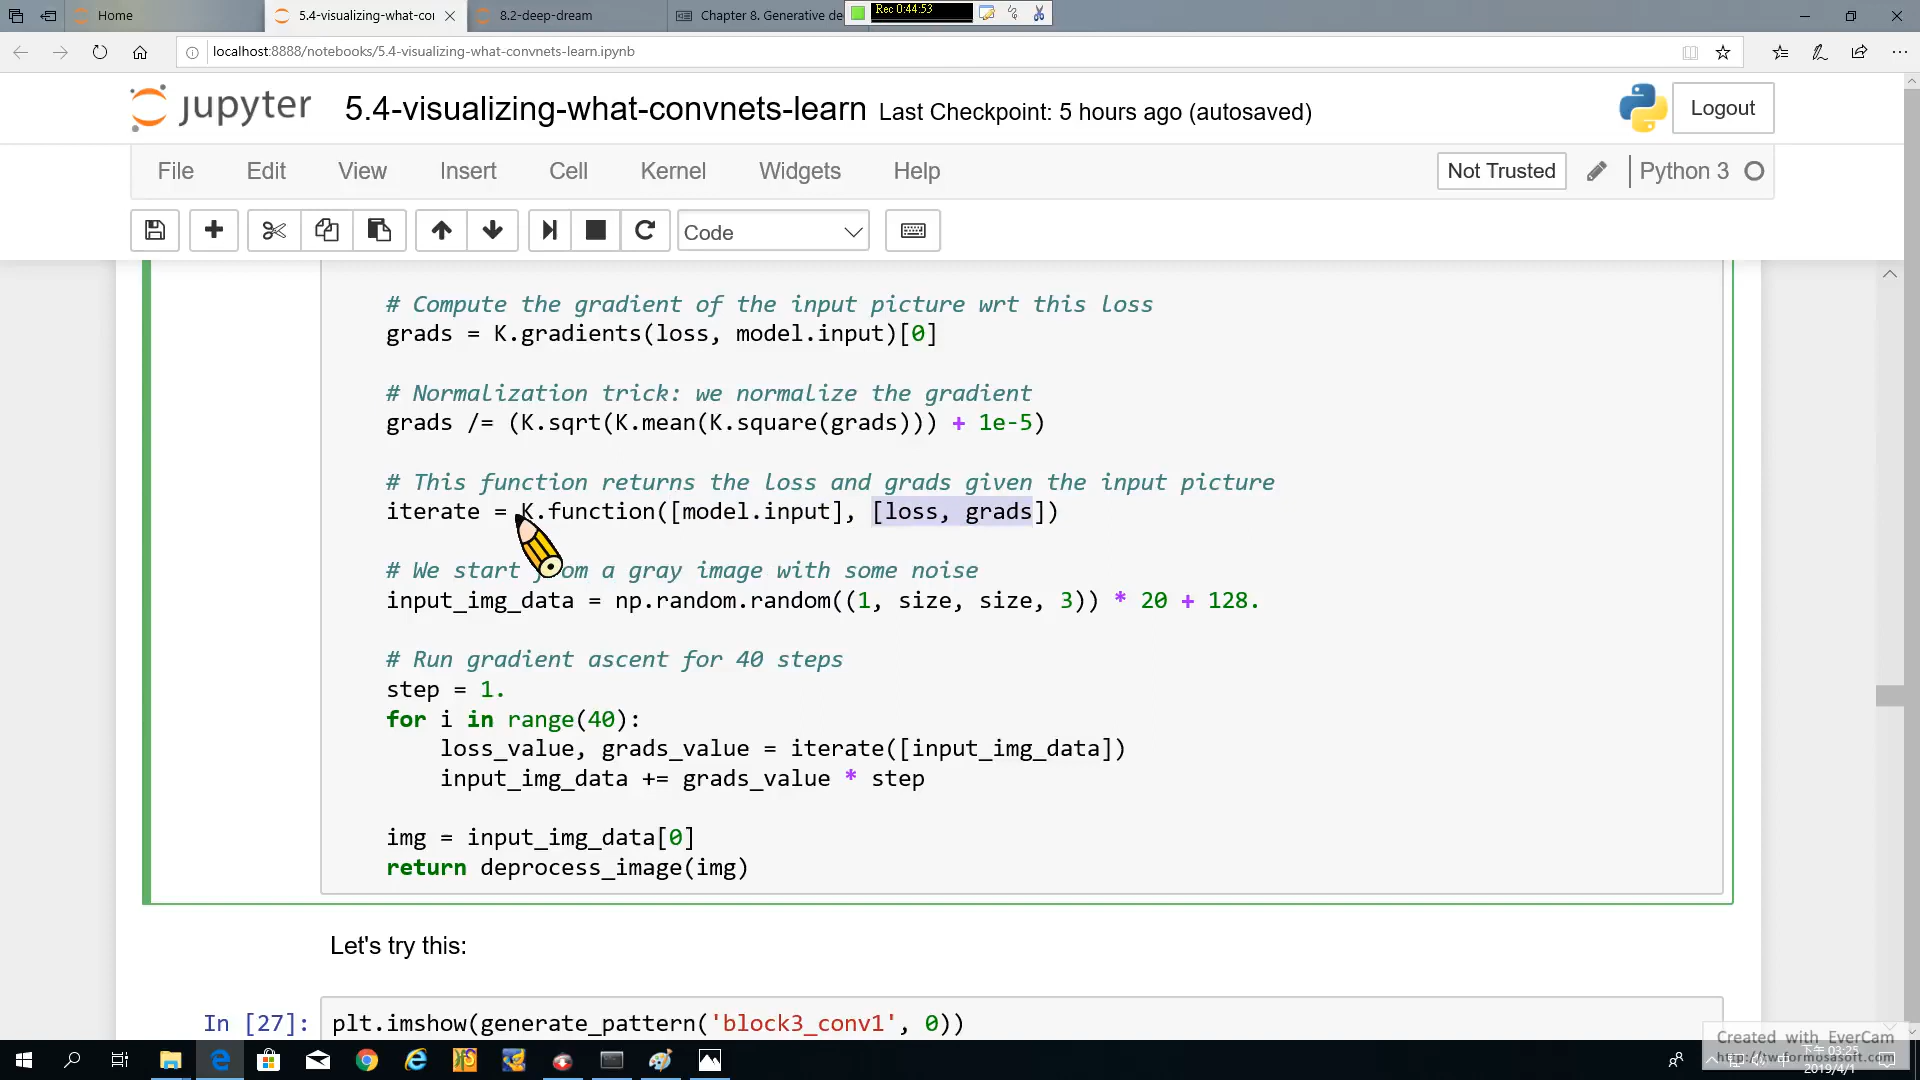 Home
5.4-visualizing-what-coı
8.2-deep-dream
Chapter 8. Generative de
Rec 0:44:53
localhost:8888/notebooks/5.4-visualizing-what-convnets-learn.ipynb
jupyter
5.4-visualizing-what-convnets-learn Last Checkpoint: 5 hours ago (autosaved)
Logout
File Edit View Insert Cell Kernel Widgets Help
Not Trusted
Python 3
Code
# Compute the gradient of the input picture wrt this loss
grads = K.gradients(loss, model.input)[0]
# Normalization trick: we normalize the gradient
grads /= (K.sqrt(K.mean(K.square(grads))) + 1e-5)
# This function returns the loss and grads given the input picture
iterate = K.function([model.input], [loss, grads])
# We start from a gray image with some noise
input_img_data = np.random.random((1, size, size, 3)) * 20 + 128.
# Run gradient ascent for 40 steps
step = 1.
for i in range(40):
loss_value, grads_value = iterate([input_img_data])
input_img_data += grads_value * step
img = input_img_data[0]
return deprocess_image(img)
Let's try this:
In [27]:
plt.imshow(generate_pattern('block3_conv1', 0))
Created with EverCam
http://tw.formosasoft.com
下午 03:25
2019/4/1